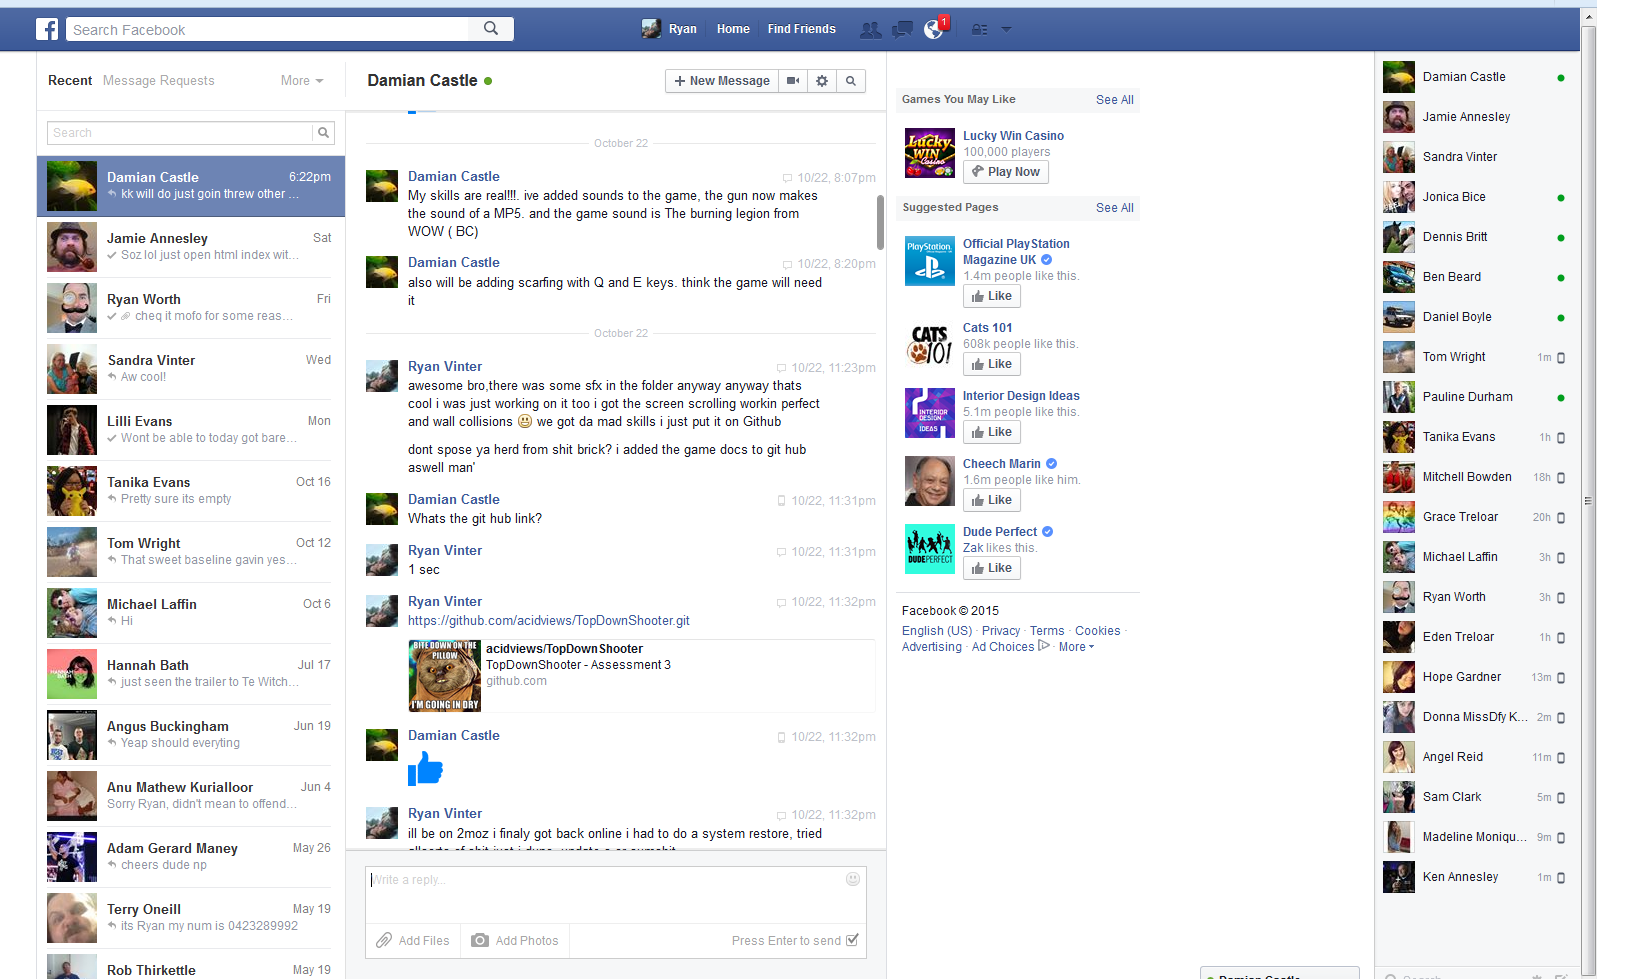 Search Facebook
Ryan
Home
Find Friends
1
Recent
Message Requests
More
Search
Damian Castle
6:22pm
kk will do just goin threw other ...
Jamie Annesley
Sat
Soz lol just open html index wit...
Ryan Worth
Fri
cheq it mofo for some reas...
Sandra Vinter
Wed
Aw cool!
Lilli Evans
Mon
Wont be able to today got bare...
Tanika Evans
Oct 16
Pretty sure its empty
Tom Wright
Oct 12
That sweet baseline gavin yes...
Michael Laffin
Oct 6
Hi
Hannah Bath
Jul 17
just seen the trailer to Te Witch...
Angus Buckingham
Jun 19
Yeap should everyting
Anu Mathew Kurialloor
Jun 4
Sorry Ryan, didn't mean to offend...
Adam Gerard Maney
May 26
cheers dude np
Terry Oneill
May 19
its Ryan my num is 0423289992
Rob Thirkettle
May 19
Damian Castle
New Message
October 22
Damian Castle
10/22, 8:07pm
My skills are real!!!. ive added sounds to the game, the gun now makes
the sound of a MP5. and the game sound is The burning legion from
WOW ( BC)
Damian Castle
10/22, 8:20pm
also will be adding scarfing with Q and E keys. think the game will need
it
October 22
Ryan Vinter
10/22, 11:23pm
awesome bro,there was some sfx in the folder anyway anyway thats
cool i was just working on it too i got the screen scrolling workin perfect
and wall collisions 😃 we got da mad skills i just put it on Github
dont spose ya herd from shit brick? i added the game docs to git hub
aswell man'
Damian Castle
10/22, 11:31pm
Whats the git hub link?
Ryan Vinter
10/22, 11:31pm
1 sec
Ryan Vinter
10/22, 11:32pm
https://github.com/acidviews/TopDownShooter.git
BITE DOWN ON THE
PILLOW
I'M GOING IN DRY
acidviews/TopDownShooter
TopDownShooter - Assessment 3
github.com
Damian Castle
10/22, 11:32pm
Ryan Vinter
10/22, 11:32pm
ill be on 2moz i finaly got back online i had to do a system restore, tried
Write a reply...
Add Files
Add Photos
Press Enter to send
Games You May Like
See All
Lucky
WIN
Casino
Lucky Win Casino
100,000 players
Play Now
Suggested Pages
See All
PlayStation
Official PlayStation
Magazine UK
1.4m people like this.
Like
CATS
101
Cats 101
608k people like this.
Like
INTERIOR
DESIGN
IDEAS
Interior Design Ideas
5.1m people like this.
Like
Cheech Marin
1.6m people like him.
Like
DUDE PERFECT
Dude Perfect
Zak likes this.
Like
Facebook © 2015
English (US) · Privacy · Terms · Cookies ·
Advertising · Ad Choices · More
Damian Castle
Jamie Annesley
Sandra Vinter
Jonica Bice
Dennis Britt
Ben Beard
Daniel Boyle
Tom Wright
1m
Pauline Durham
Tanika Evans
1h
Mitchell Bowden
18h
Grace Treloar
20h
Michael Laffin
3h
Ryan Worth
3h
Eden Treloar
1h
Hope Gardner
13m
Donna MissDfy K...
2m
Angel Reid
11m
Sam Clark
5m
Madeline Moniqu...
9m
Ken Annesley
1m
Damian Castle
Search